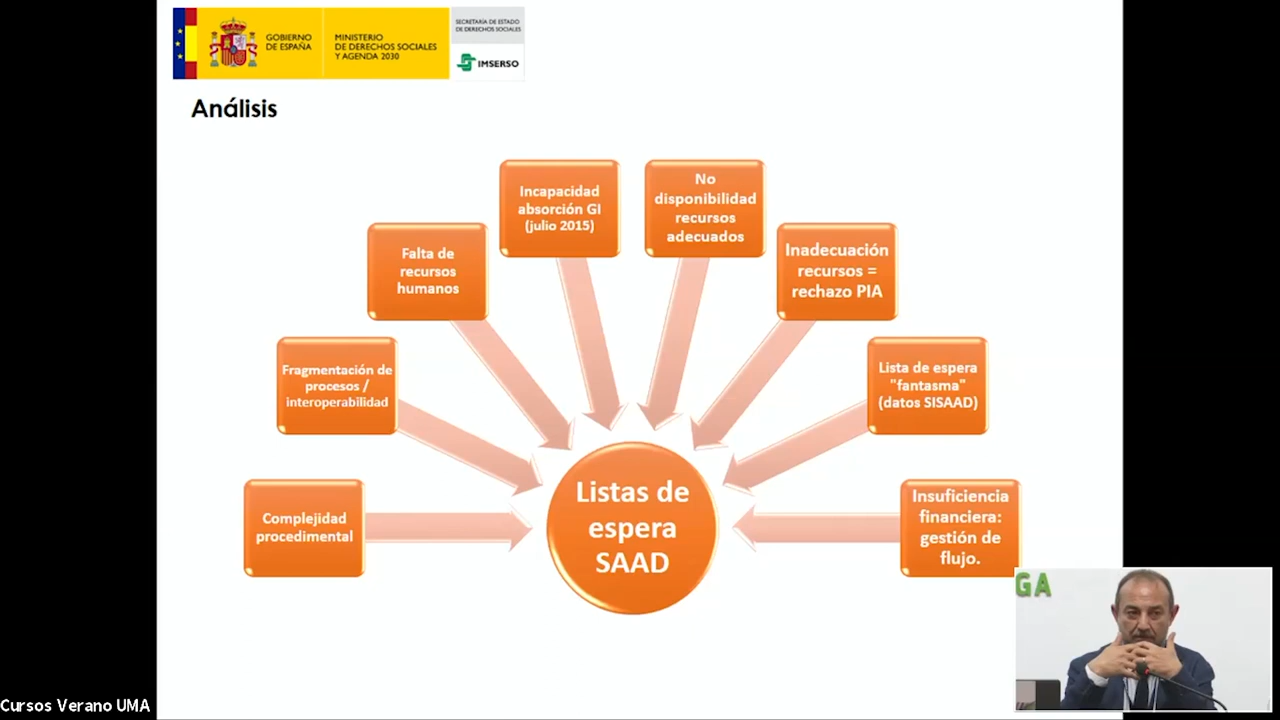 GOBIERNO
DE ESPAÑA
MINISTERIO
DE DERECHOS SOCIALES
Y AGENDA 2030
SECRETARÍA DE ESTADO
DE DERECHOS SOCIALES
IMSERSO
Análisis
Incapacidad
absorción GI
(julio 2015)
No
disponibilidad
recursos
adecuados
Falta de
recursos
humanos
Inadecuación
recursos =
rechazo PIA
Fragmentación de
procesos /
interoperabilidad
Lista de espera
"fantasma"
(datos SISAAD)
Complejidad
procedimental
Listas de
espera
SAAD
Insuficiencia
financiera:
gestión de
flujo.
GA
Cursos Verano UMA